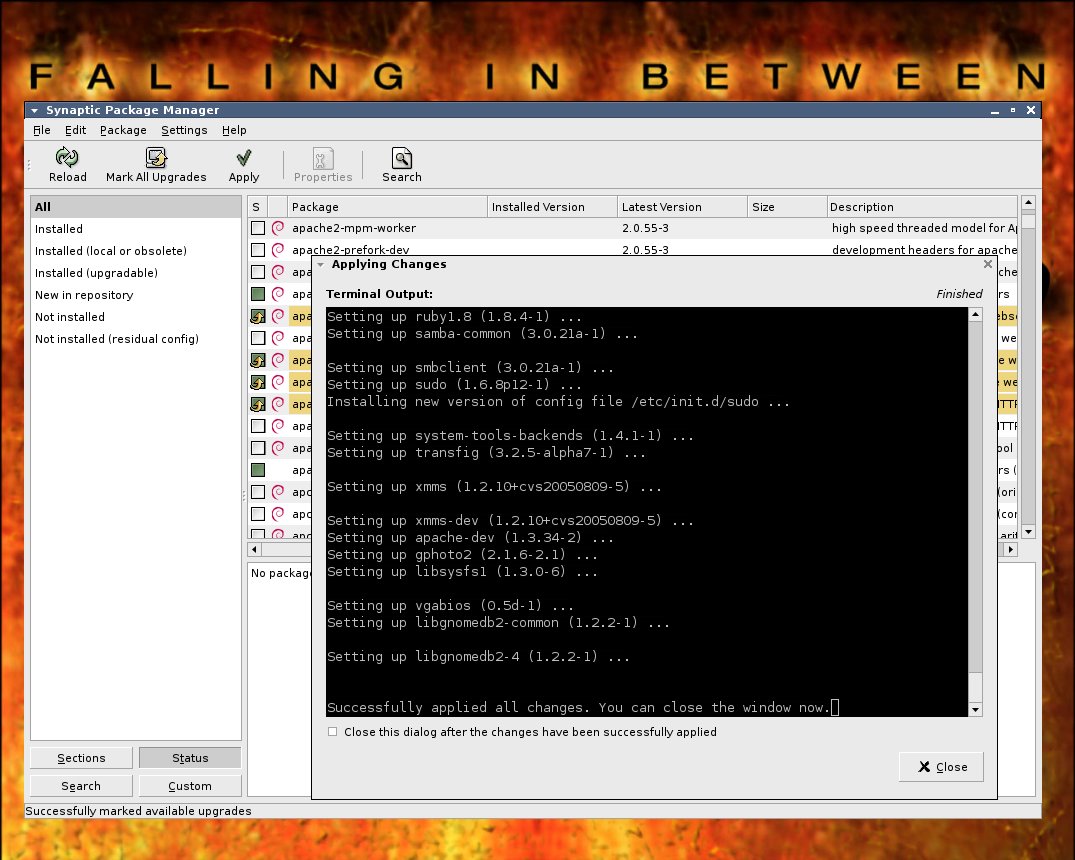 FALLING IN BETWEEN
Synaptic Package Manager
File Edit Package Settings Help
Reload Mark All Upgrades Apply Properties Search
All
Installed
Installed (local or obsolete)
Installed (upgradable)
New in repository
Not installed
Not installed (residual config)
S Package Installed Version Latest Version Size Description
apache2-mpm-worker 2.0.55-3 high speed threaded model for Ap
apache2-prefork-dev 2.0.55-3 development headers for apache
Applying Changes
Terminal Output: Finished
Setting up ruby1.8 (1.8.4-1) ...
Setting up samba-common (3.0.21a-1) ...
Setting up smbclient (3.0.21a-1) ...
Setting up sudo (1.6.8p12-1) ...
Installing new version of config file /etc/init.d/sudo ...
Setting up system-tools-backends (1.4.1-1) ...
Setting up transfig (3.2.5-alpha7-1) ...
Setting up xmms (1.2.10+cvs20050809-5) ...
Setting up xmms-dev (1.2.10+cvs20050809-5) ...
Setting up apache-dev (1.3.34-2) ...
Setting up gphoto2 (2.1.6-2.1) ...
Setting up libsysfs1 (1.3.0-6) ...
Setting up vgabios (0.5d-1) ...
Setting up libgnomedb2-common (1.2.2-1) ...
Setting up libgnomedb2-4 (1.2.2-1) ...
Successfully applied all changes. You can close the window now.
Close this dialog after the changes have been successfully applied
Close
No package
Sections Status
Search Custom
Successfully marked available upgrades